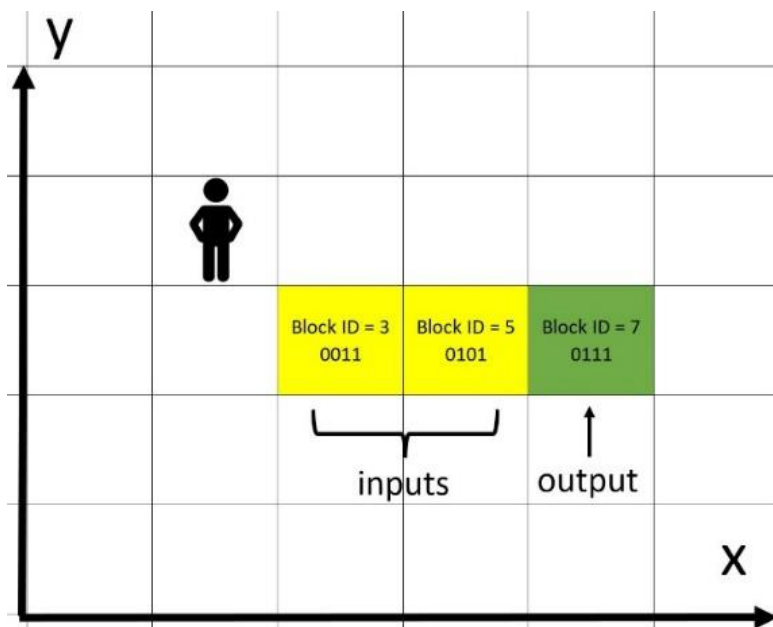 y
Block ID = 3
0011
Block ID = 5
0101
Block ID = 7
0111
inputs
output
x